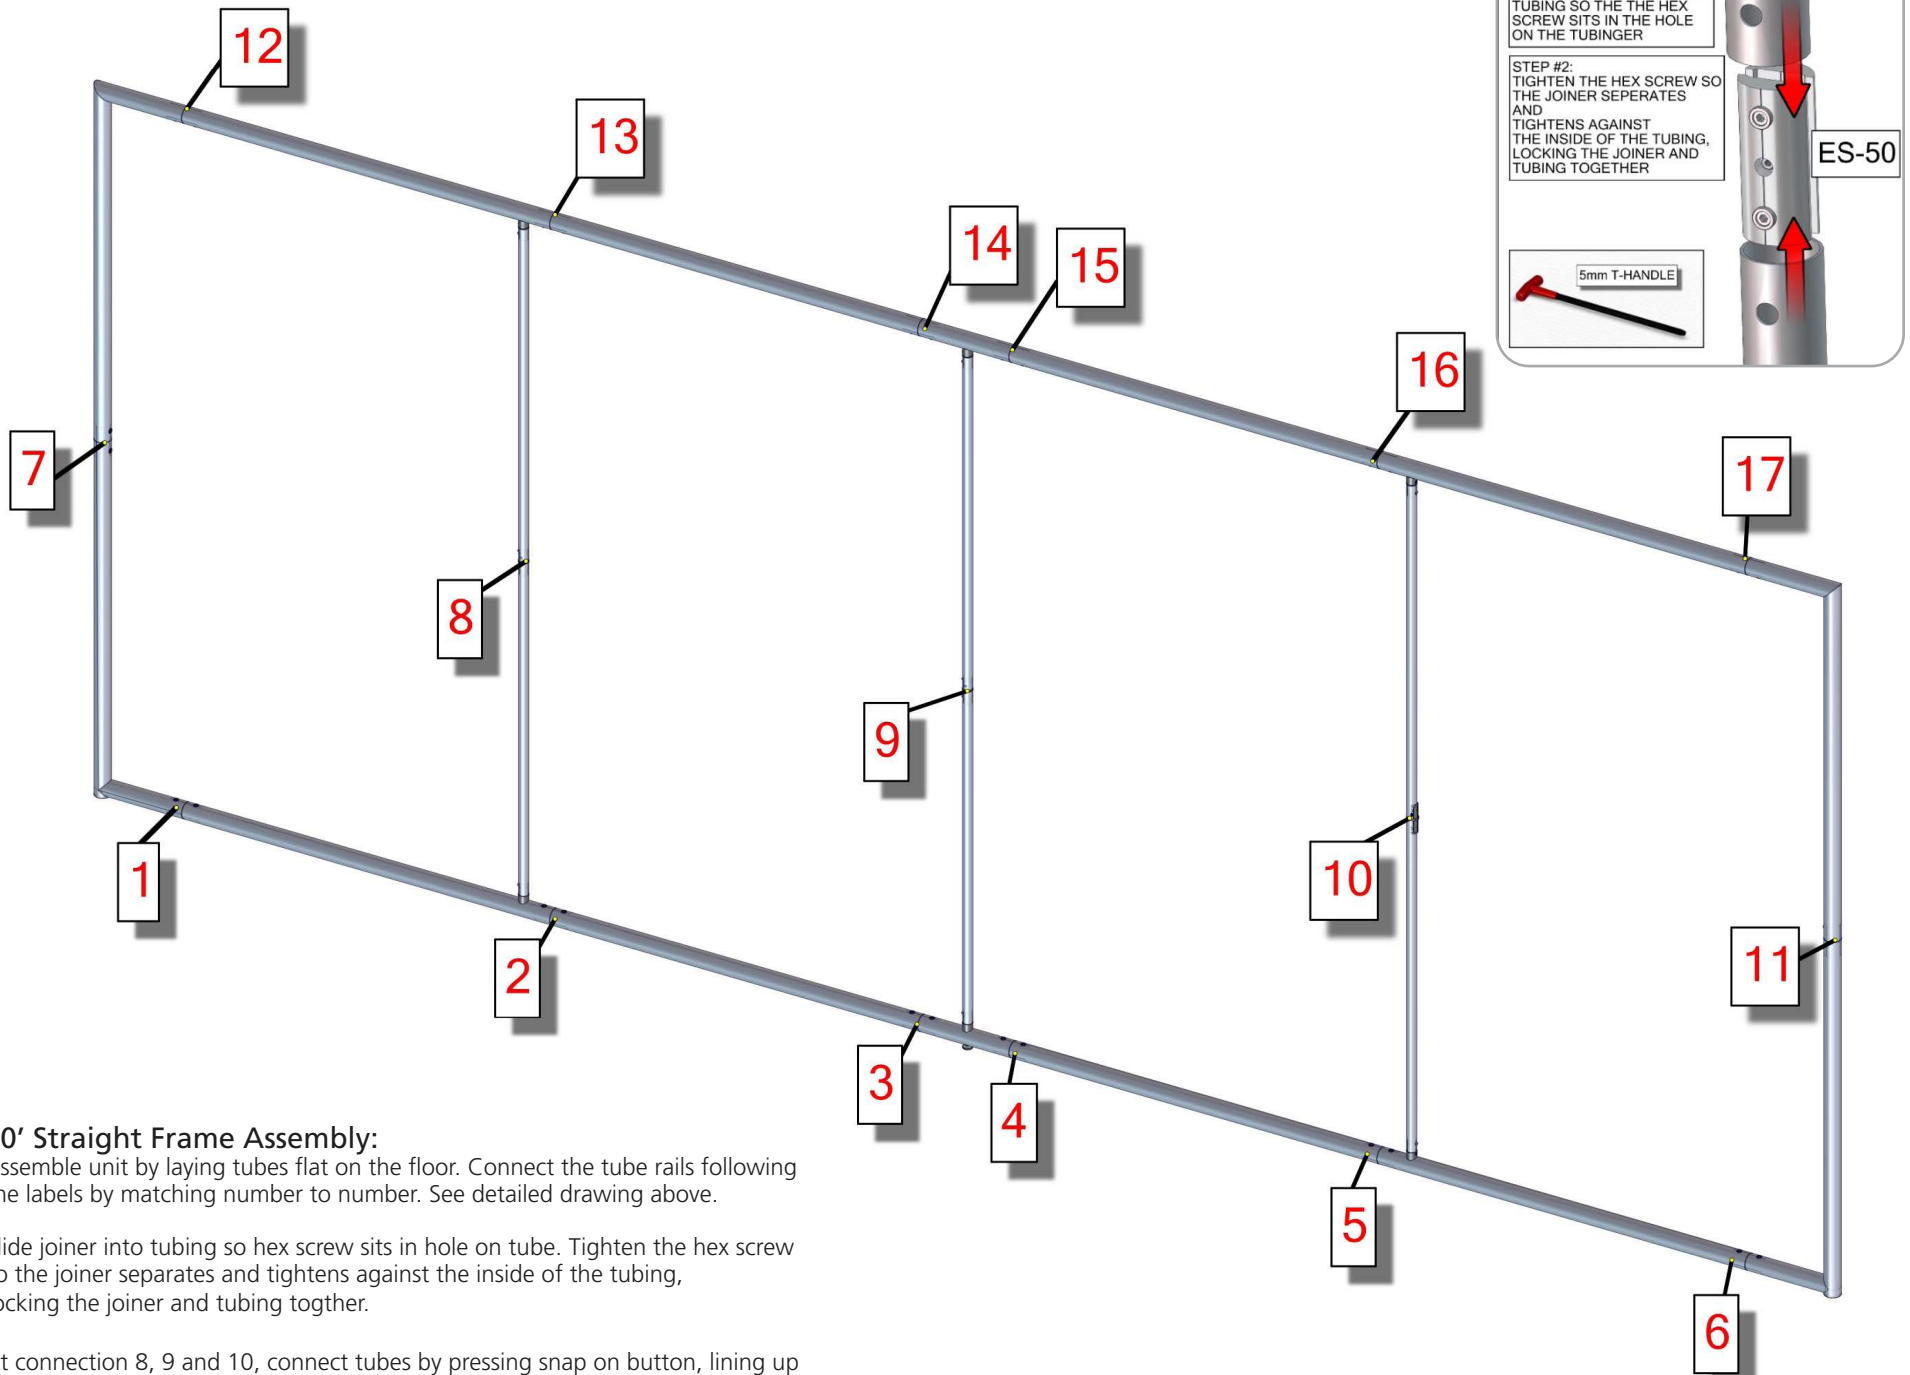 12
13
14
15
16
17
7
8
9
10
11
1
2
3
4
5
6
TUBING SO THE THE HEX
SCREW SITS IN THE HOLE
ON THE TUBINGER
STEP #2:
TIGHTEN THE HEX SCREW SO
THE JOINER SEPERATES
AND
TIGHTENS AGAINST
THE INSIDE OF THE TUBING,
LOCKING THE JOINER AND
TUBING TOGETHER
ES-50
5mm T-HANDLE
0’ Straight Frame Assembly:
ssemble unit by laying tubes flat on the floor. Connect the tube rails following
he labels by matching number to number. See detailed drawing above.
lide joiner into tubing so hex screw sits in hole on tube. Tighten the hex screw
o the joiner separates and tightens against the inside of the tubing,
ocking the joiner and tubing togther.
t connection 8, 9 and 10, connect tubes by pressing snap on button, lining up